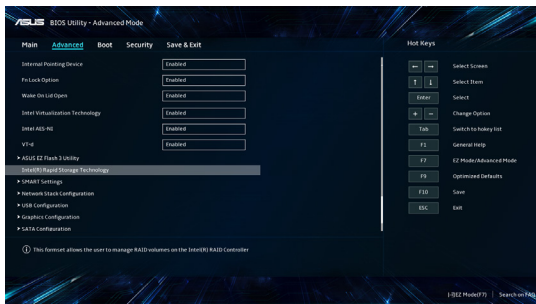 ASUS BIOS Utility - Advanced Mode
Main Advanced Boot Security Save & Exit
Hot Keys
Internal Pointing Device Enabled
Fn Lock Option Enabled
Wake On Lid Open Enabled
Intel Virtualization Technology Enabled
Intel AES-NI Enabled
VT-d Enabled
ASUS EZ Flash 3 Utility
Intel(R) Rapid Storage Technology
SMART Settings
Network Stack Configuration
USB Configuration
Graphics Configuration
SATA Configuration
This formset allows the user to manage RAID volumes on the Intel(R) RAID Controller
← → Select Screen
↑ ↓ Select Item
Enter Select
+ − Change Option
Tab Switch to hokey list
F1 General Help
F7 EZ Mode/Advanced Mode
F9 Optimized Defaults
F10 Save
ESC Exit
EZ Mode(F7) | Search on FAQ